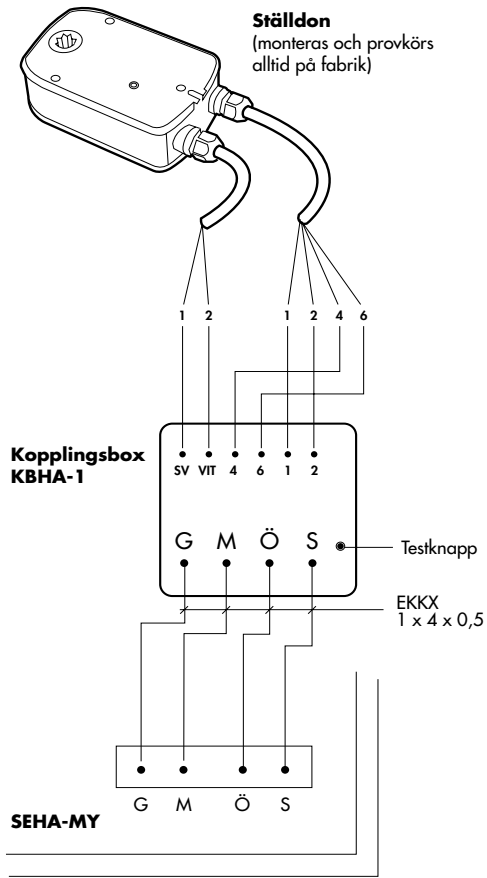 Ställdon
(monteras och provkörs
alltid på fabrik)
1 2 1 2 4 6
Kopplingsbox
KBHA-1
SV VIT 4 6 1 2
G M Ö S
Testknapp
EKKX
1 x 4 x 0,5
G M Ö S
SEHA-MY